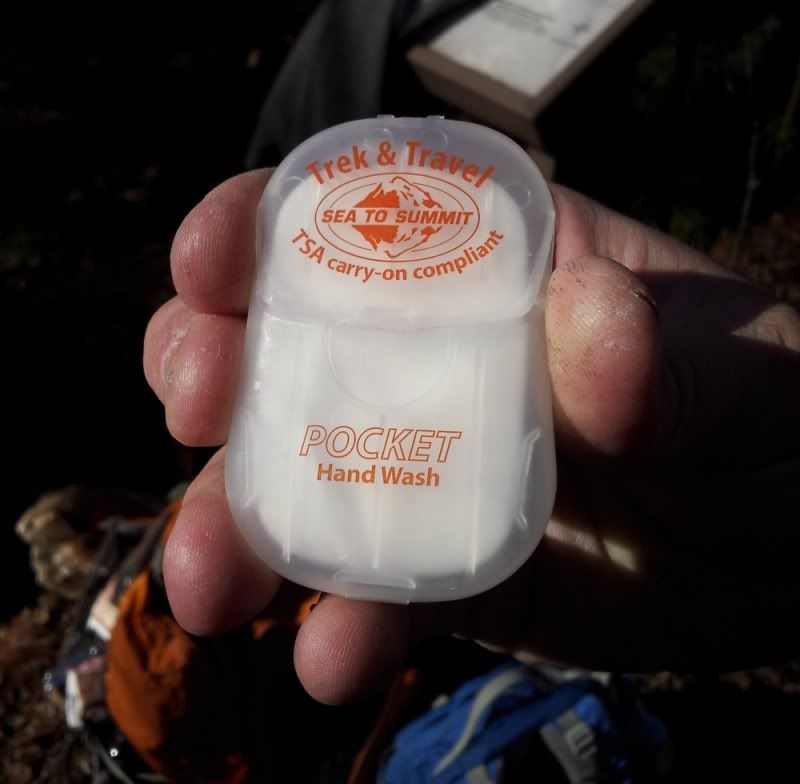 Trek & Travel
SEA TO SUMMIT
TSA carry-on compliant
POCKET
Hand Wash